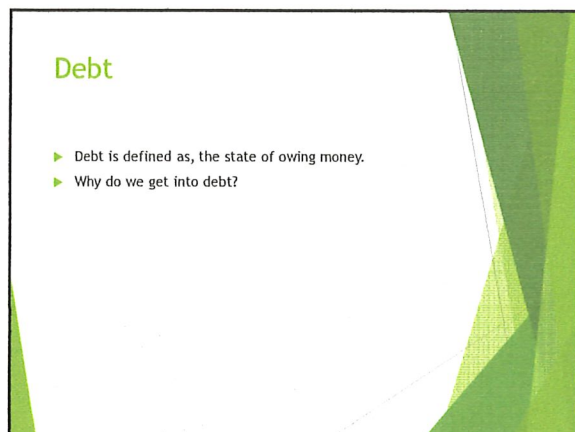 Debt
Debt is defined as, the state of owing money.
Why do we get into debt?